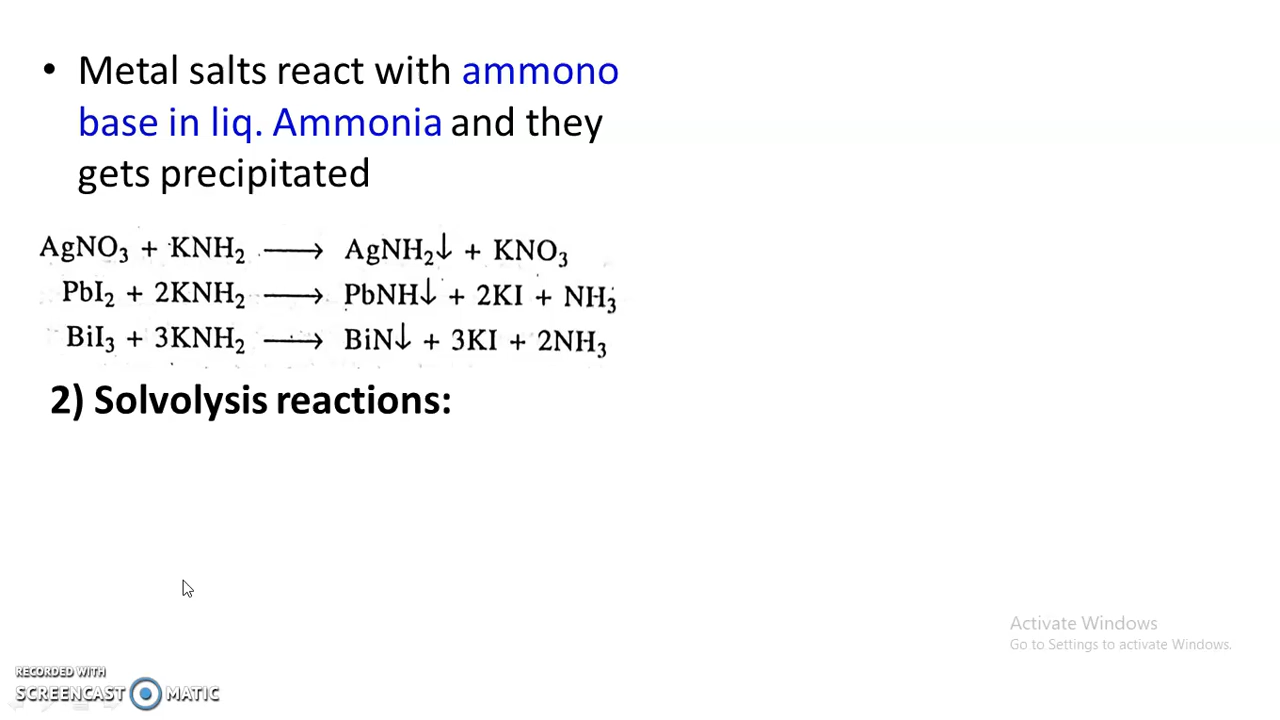 • Metal salts react with ammono
base in liq. Ammonia and they
gets precipitated
AgNO₃ + KNH₂ ⟶ AgNH₂↓ + KNO₃
PbI₂ + 2KNH₂ ⟶ PbNH↓ + 2KI + NH₃
BiI₃ + 3KNH₂ ⟶ BiN↓ + 3KI + 2NH₃
2) Solvolysis reactions:
Activate Windows
Go to Settings to activate Windows.
RECORDED WITH
SCREENCAST MATIC